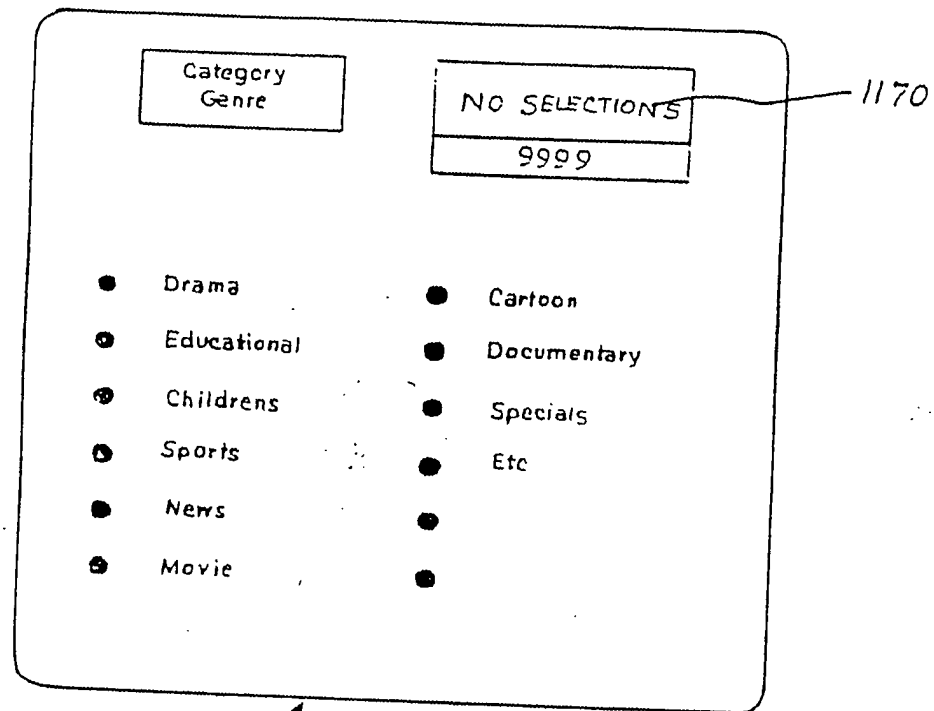 Category
Genre
NO SELECTIONS
1170
9999
Drama
Educational
Childrens
Sports
News
Movie
Cartoon
Documentary
Specials
Etc